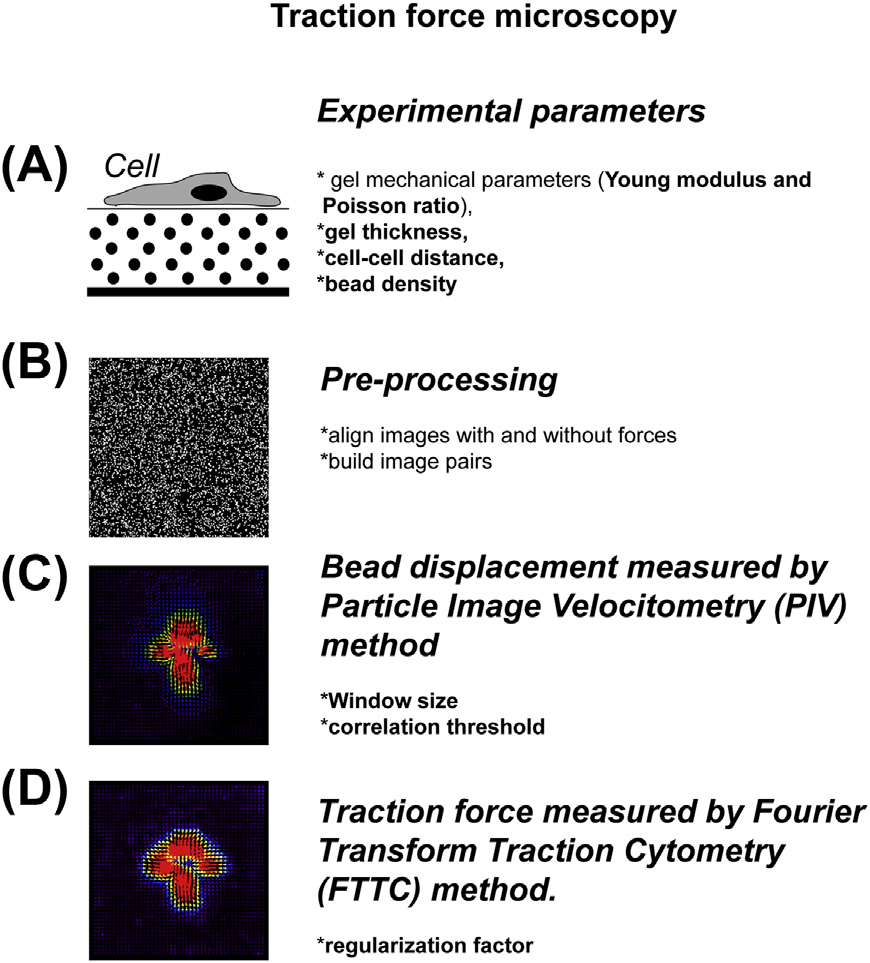 Traction force microscopy
Experimental parameters
(A)
Cell
* gel mechanical parameters (Young modulus and
Poisson ratio),
*gel thickness,
*cell-cell distance,
*bead density
(B)
Pre-processing
*align images with and without forces
*build image pairs
(C)
Bead displacement measured by
Particle Image Velocitometry (PIV)
method
*Window size
*correlation threshold
(D)
Traction force measured by Fourier
Transform Traction Cytometry
(FTTC) method.
*regularization factor